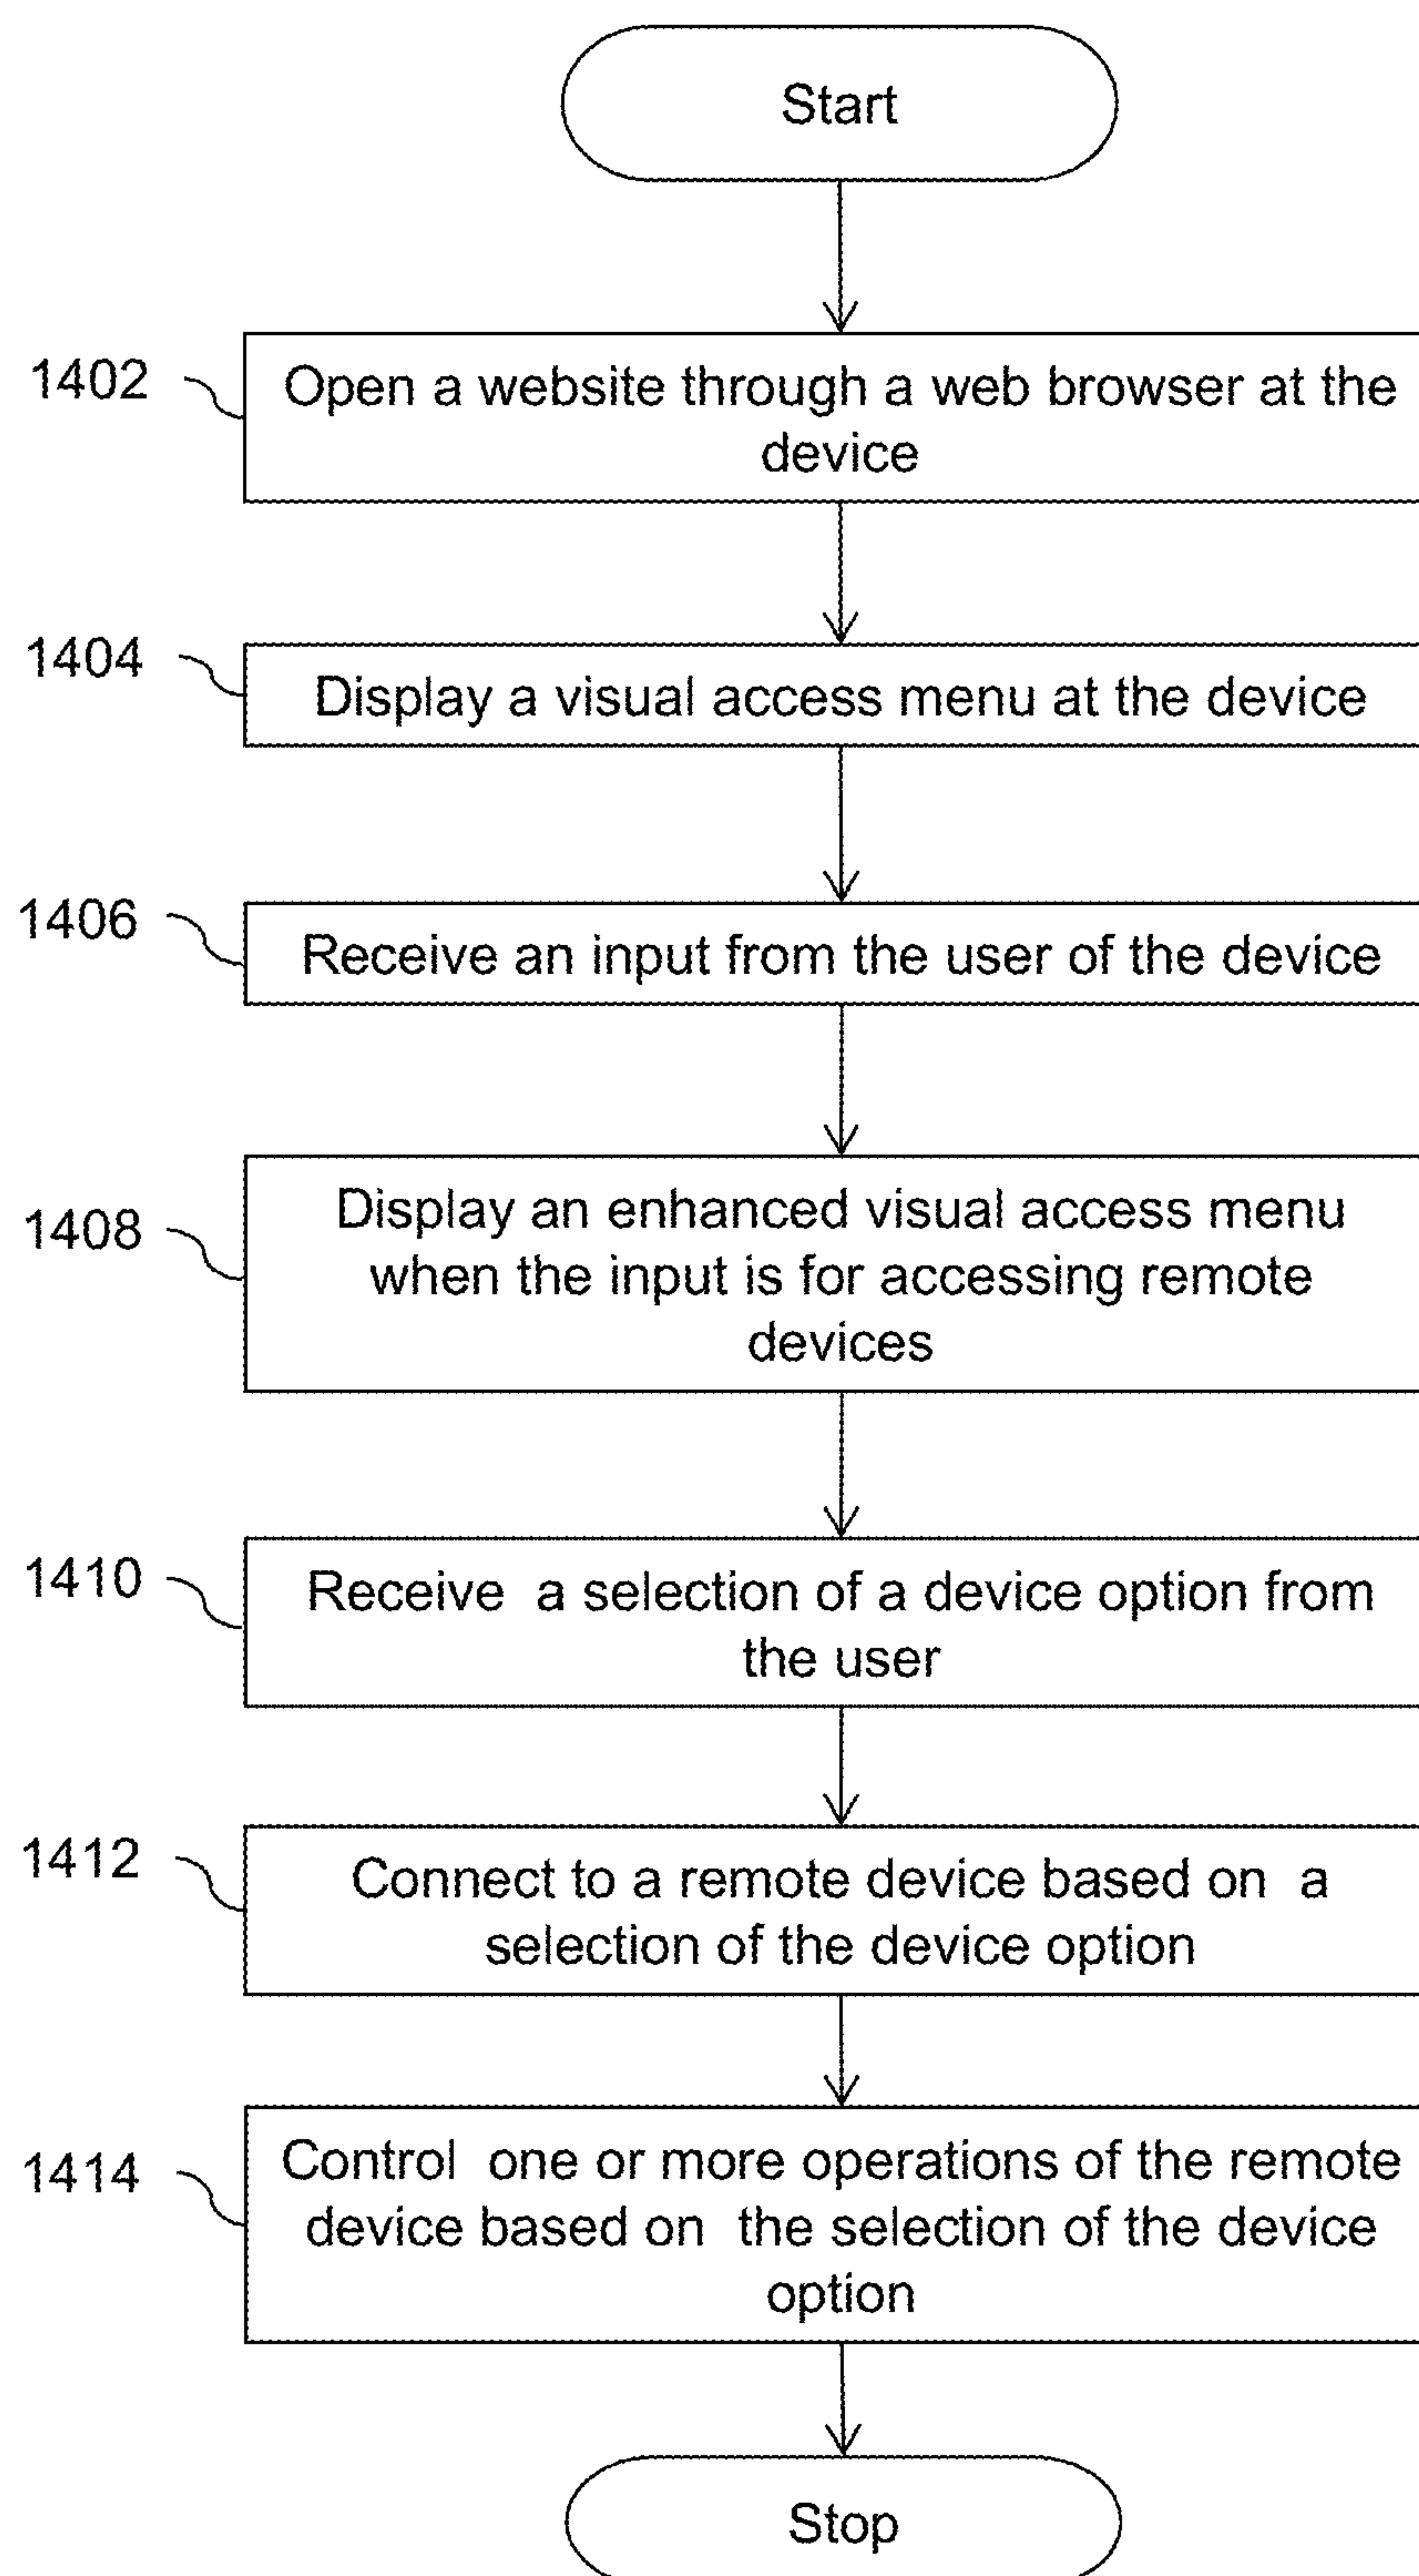 Start
1402
Open a website through a web browser at the
device
1404
Display a visual access menu at the device
1406
Receive an input from the user of the device
1408
Display an enhanced visual access menu
when the input is for accessing remote
devices
1410
Receive a selection of a device option from
the user
1412
Connect to a remote device based on a
selection of the device option
1414
Control one or more operations of the remote
device based on the selection of the device
option
Stop